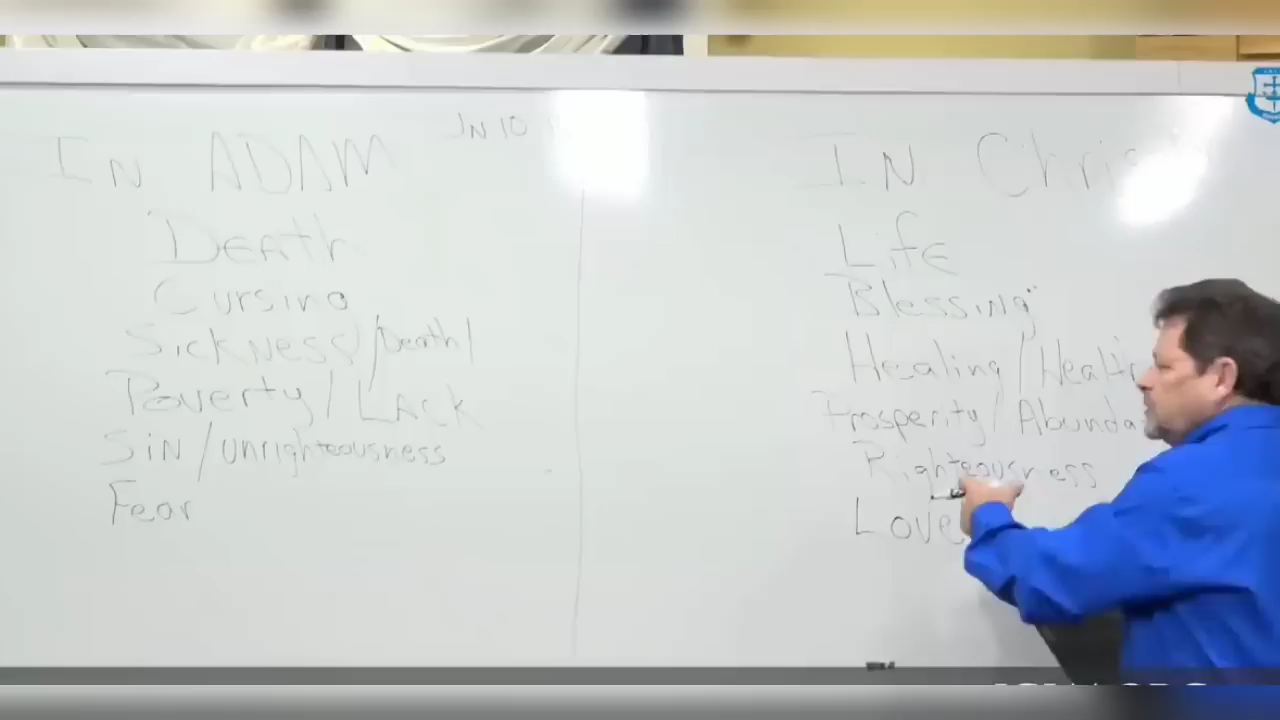 IN ADAM
JN 10
DEATH
Cursing
Sickness/Death/
Poverty/LACK
SiN/unrighteousness
Fear
IN Christ
Life
Blessing
Healing/Health
Prosperity/Abunda
Righteousness
Love